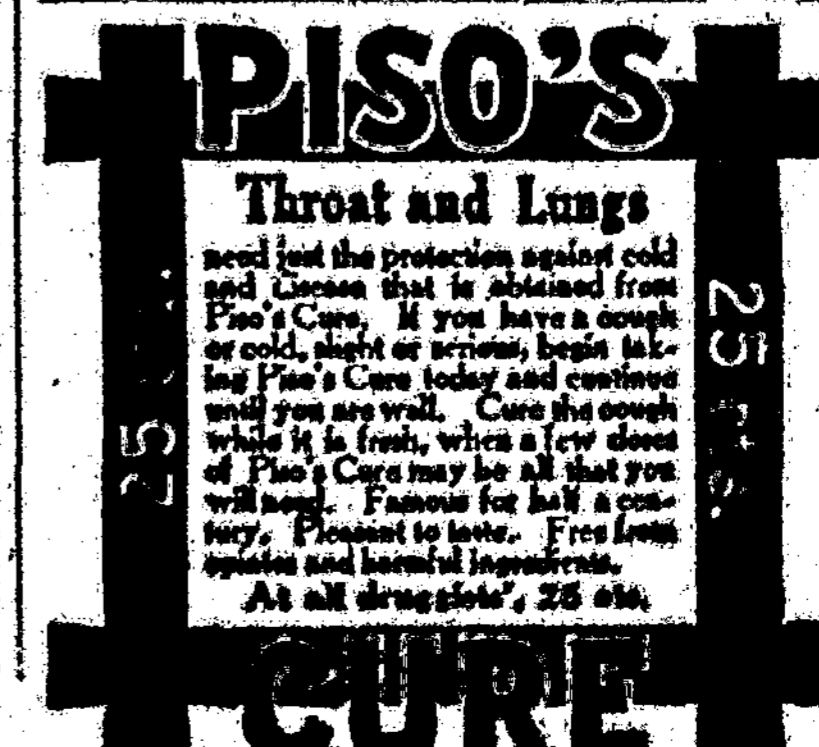 PISO'S
Throat and Lungs
need just the protection against cold
and disease that is obtained from
Piso's Cure. If you have a cough
or cold, slight or serious, begin tak-
ing Piso's Cure today and continue
until you are well. Cure the cough
while it is fresh, when a few doses
of Piso's Cure may be all that you
will need. Famous for half a cen-
tury. Pleasant to taste. Free from
opiates and harmful ingredients.
At all druggists', 25 cts.
25
25 cts.
CURE